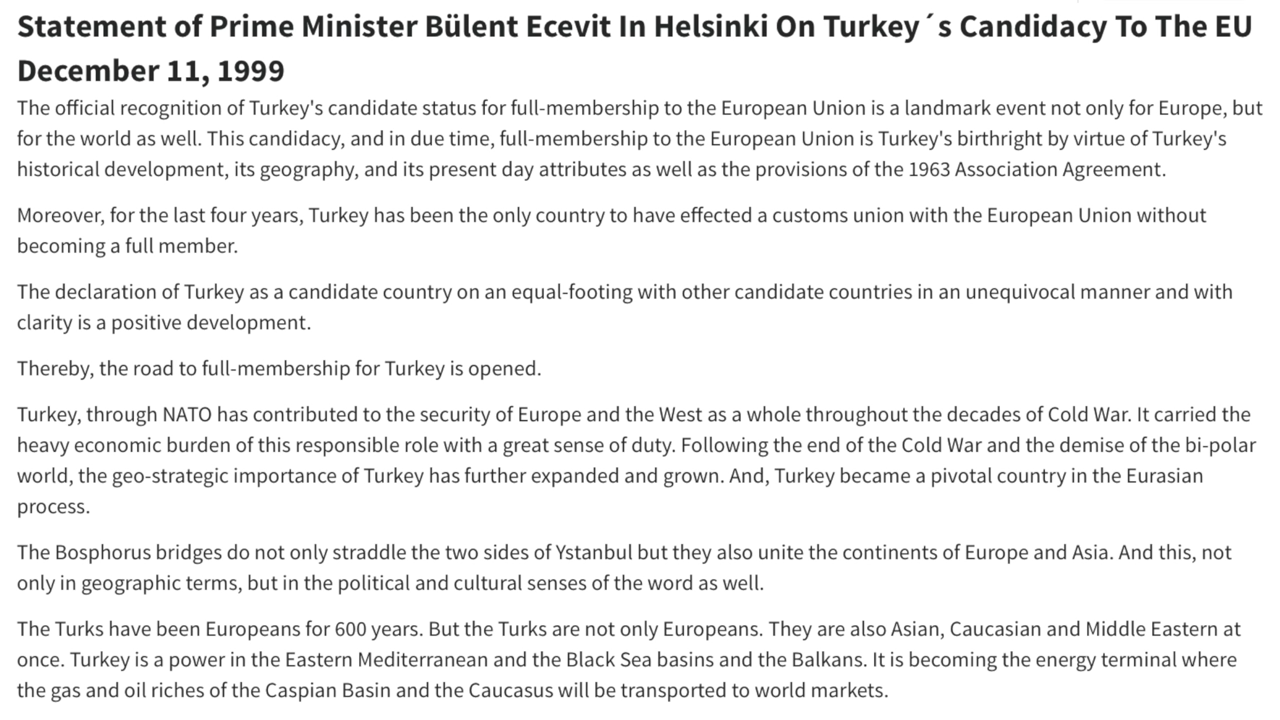 Statement of Prime Minister Bülent Ecevit In Helsinki On Turkey´s Candidacy To The EU
December 11, 1999
The official recognition of Turkey's candidate status for full-membership to the European Union is a landmark event not only for Europe, but
for the world as well. This candidacy, and in due time, full-membership to the European Union is Turkey's birthright by virtue of Turkey's
historical development, its geography, and its present day attributes as well as the provisions of the 1963 Association Agreement.
Moreover, for the last four years, Turkey has been the only country to have effected a customs union with the European Union without
becoming a full member.
The declaration of Turkey as a candidate country on an equal-footing with other candidate countries in an unequivocal manner and with
clarity is a positive development.
Thereby, the road to full-membership for Turkey is opened.
Turkey, through NATO has contributed to the security of Europe and the West as a whole throughout the decades of Cold War. It carried the
heavy economic burden of this responsible role with a great sense of duty. Following the end of the Cold War and the demise of the bi-polar
world, the geo-strategic importance of Turkey has further expanded and grown. And, Turkey became a pivotal country in the Eurasian
process.
The Bosphorus bridges do not only straddle the two sides of Ystanbul but they also unite the continents of Europe and Asia. And this, not
only in geographic terms, but in the political and cultural senses of the word as well.
The Turks have been Europeans for 600 years. But the Turks are not only Europeans. They are also Asian, Caucasian and Middle Eastern at
once. Turkey is a power in the Eastern Mediterranean and the Black Sea basins and the Balkans. It is becoming the energy terminal where
the gas and oil riches of the Caspian Basin and the Caucasus will be transported to world markets.